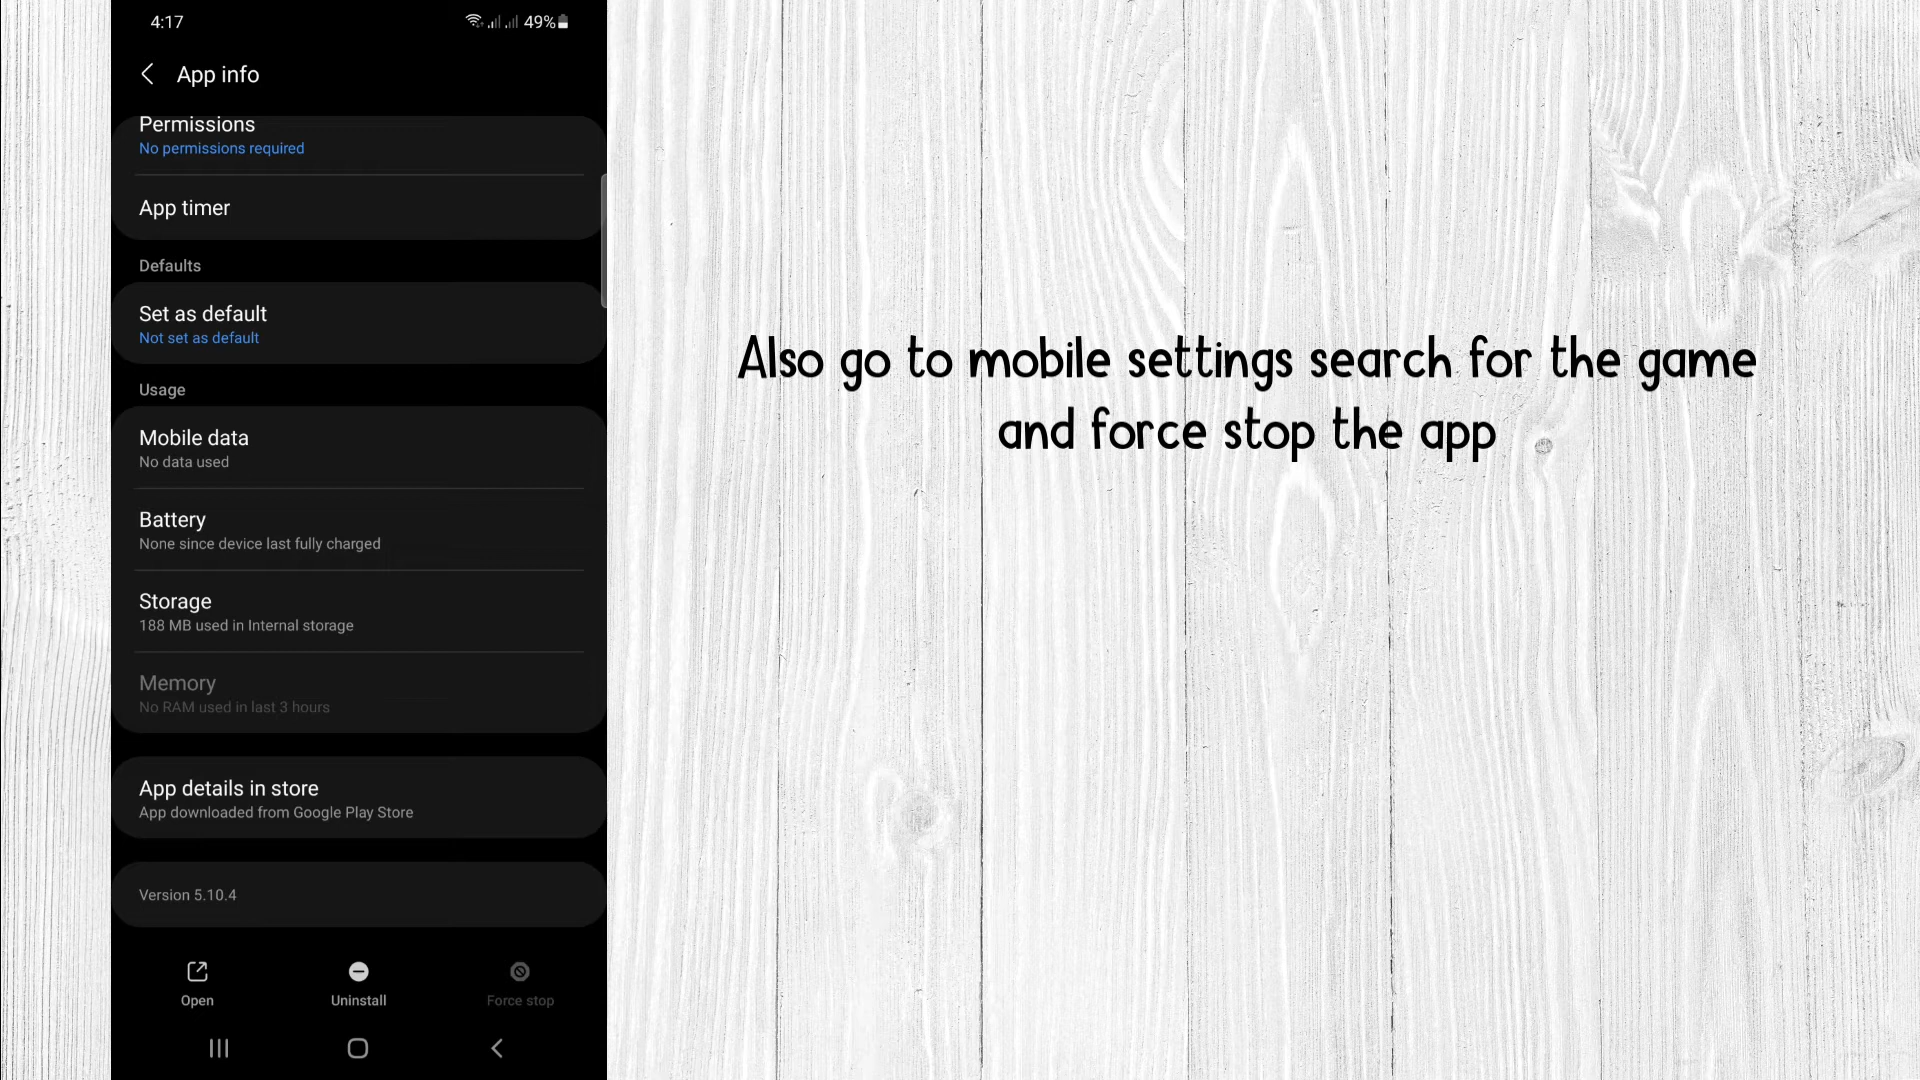 4:17
49%
App info
Permissions
No permissions required
App timer
Defaults
Set as default
Not set as default
Usage
Mobile data
No data used
Battery
None since device last fully charged
Storage
188 MB used in Internal storage
Memory
No RAM used in last 3 hours
App details in store
App downloaded from Google Play Store
Version 5.10.4
Open
Uninstall
Force stop
Also go to mobile settings search for the game
and force stop the app